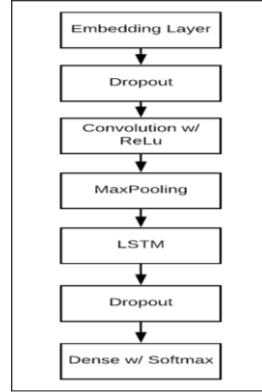 Embedding Layer
Dropout
Convolution w/
ReLu
MaxPooling
LSTM
Dropout
Dense w/ Softmax